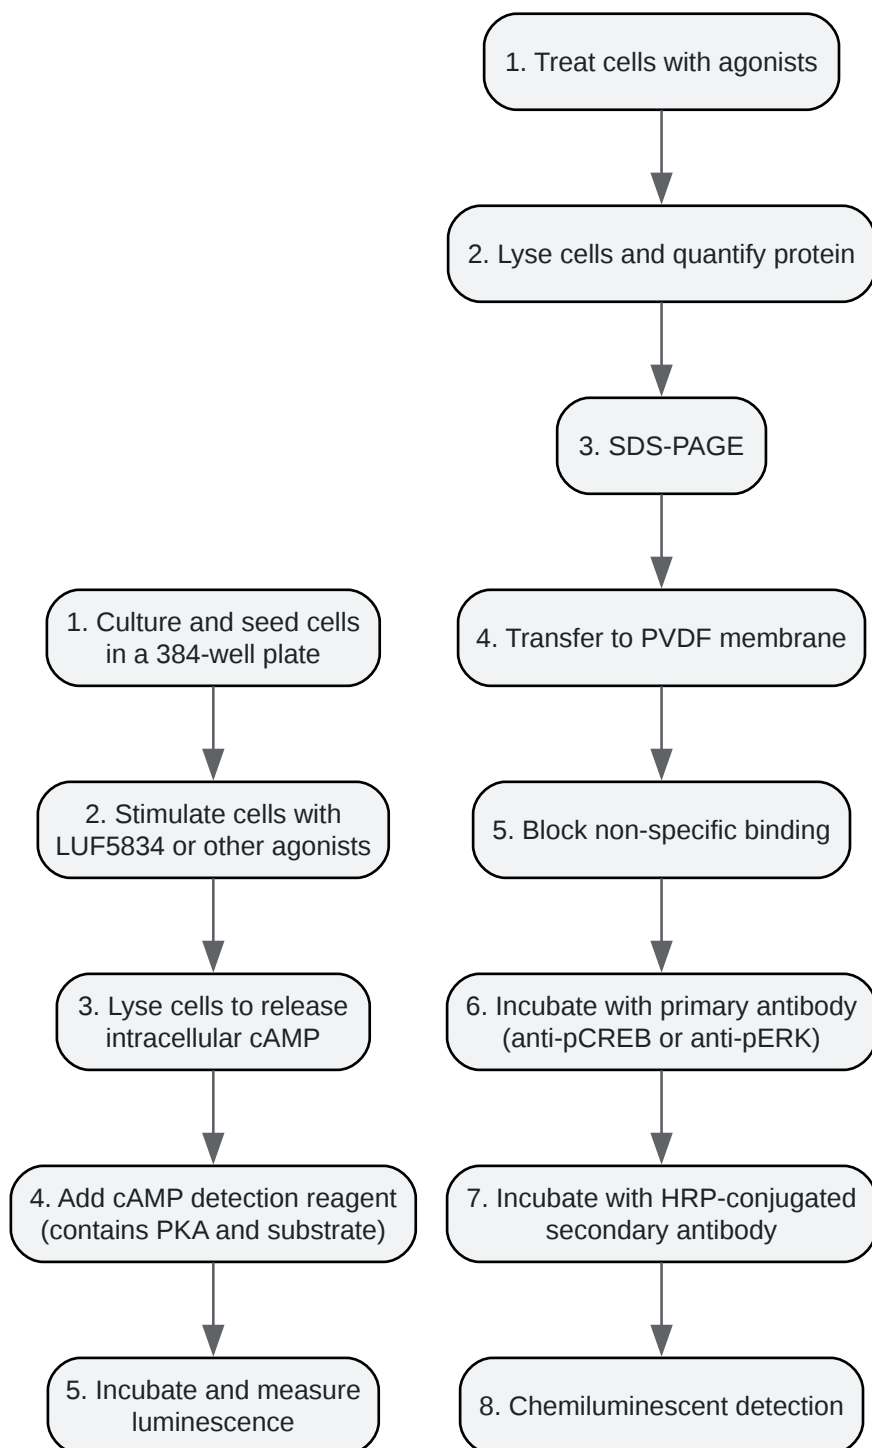 1. Treat cells with agonists
2. Lyse cells and quantify protein
3. SDS-PAGE
4. Transfer to PVDF membrane
5. Block non-specific binding
6. Incubate with primary antibody
(anti-pCREB or anti-pERK)
7. Incubate with HRP-conjugated
secondary antibody
8. Chemiluminescent detection
1. Culture and seed cells
in a 384-well plate
2. Stimulate cells with
LUF5834 or other agonists
3. Lyse cells to release
intracellular cAMP
4. Add cAMP detection reagent
(contains PKA and substrate)
5. Incubate and measure
luminescence